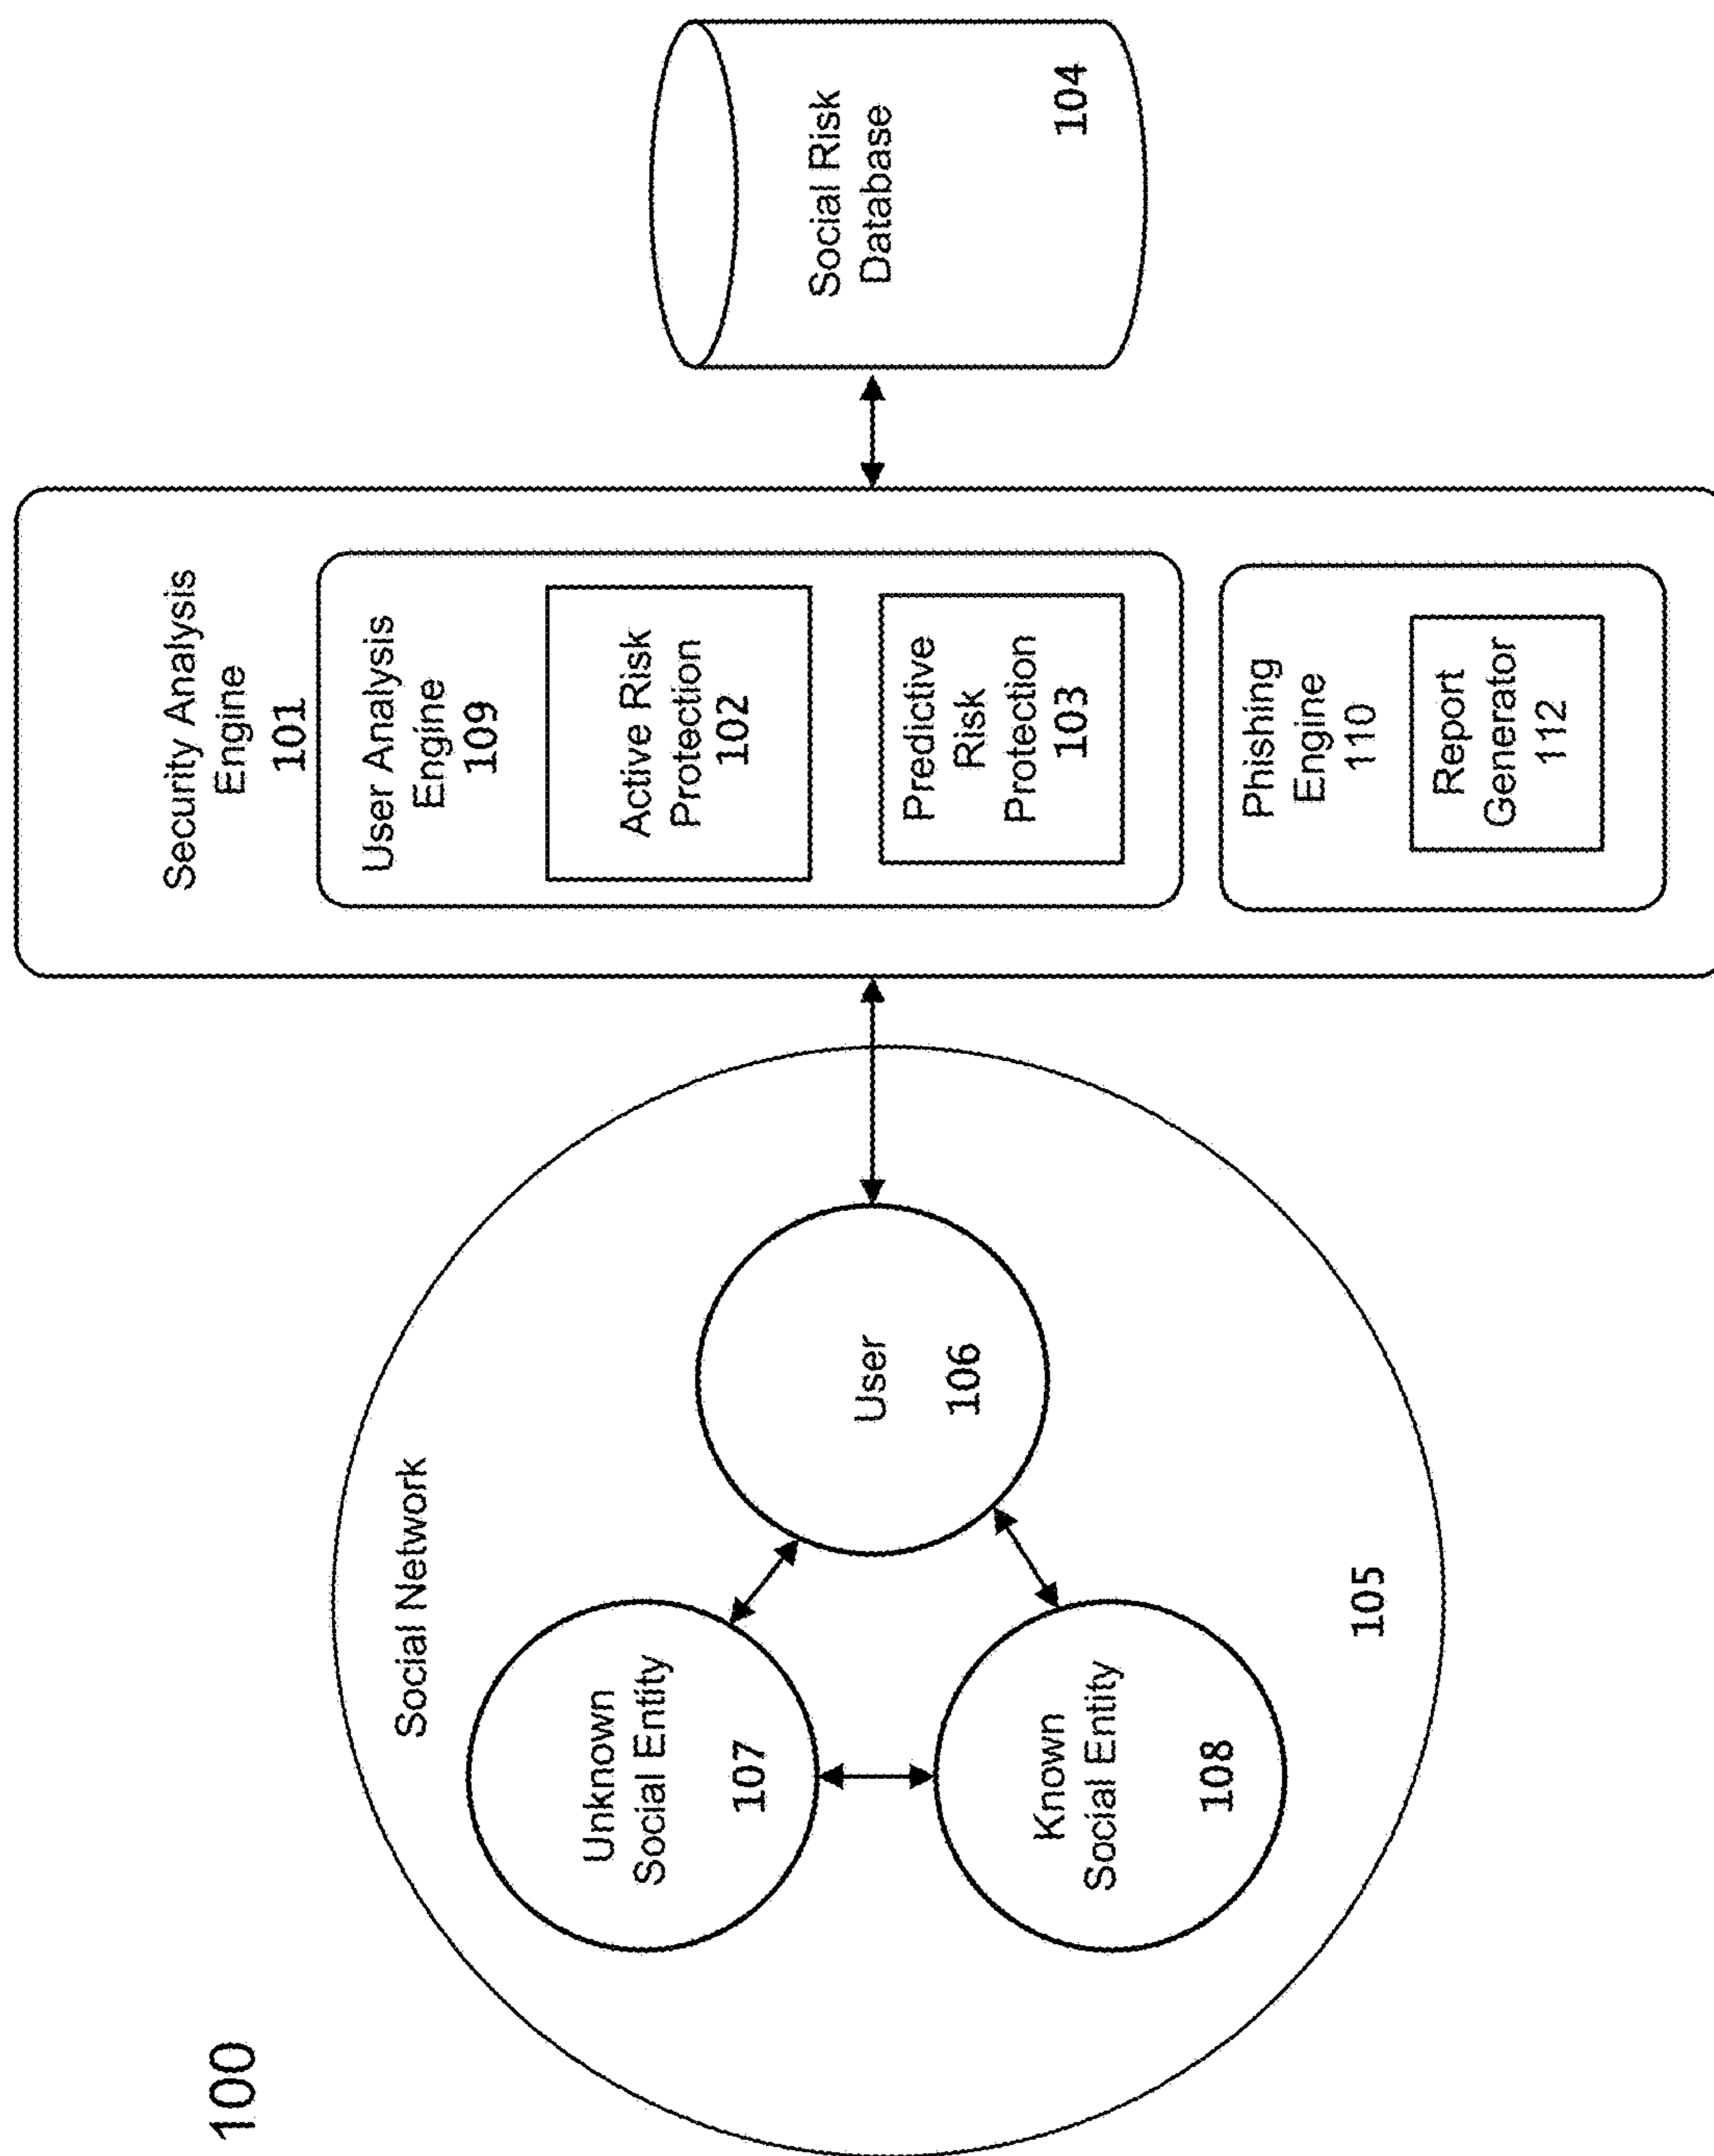 100
Social Network
Unknown
Social Entity
107
Known
Social Entity
108
User
106
105
Security Analysis
Engine
101
User Analysis
Engine
109
Active Risk
Protection
102
Predictive
Risk
Protection
103
Phishing
Engine
110
Report
Generator
112
Social Risk
Database
104